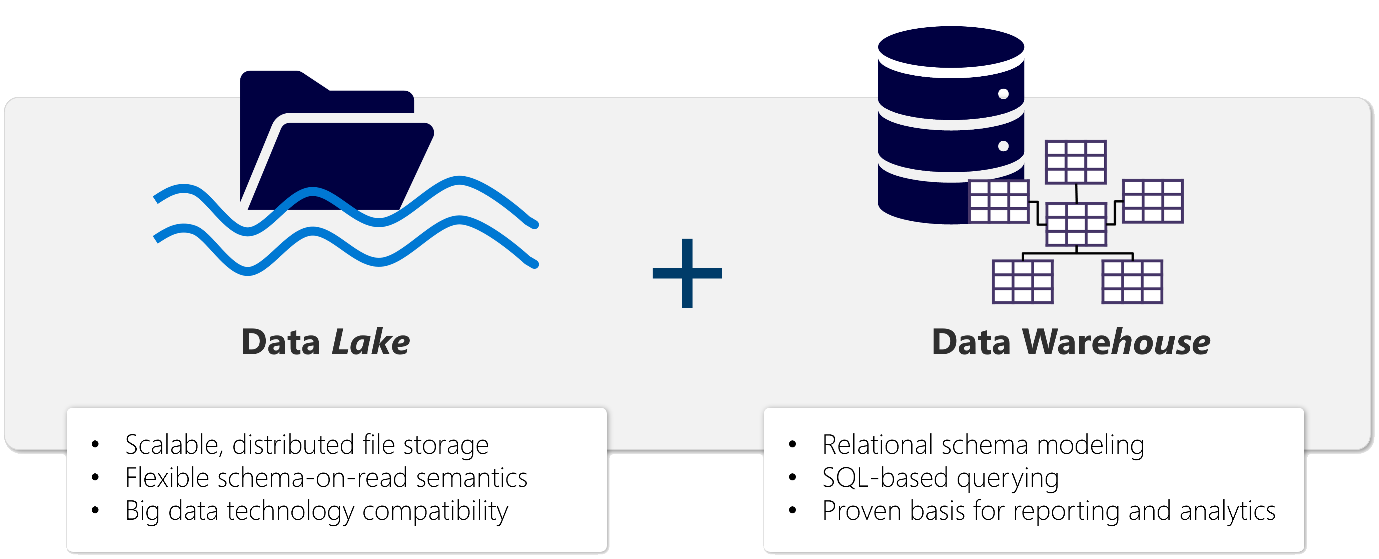 Data Lake
• Scalable, distributed file storage
• Flexible schema-on-read semantics
• Big data technology compatibility
+
Data Warehouse
• Relational schema modeling
• SQL-based querying
• Proven basis for reporting and analytics